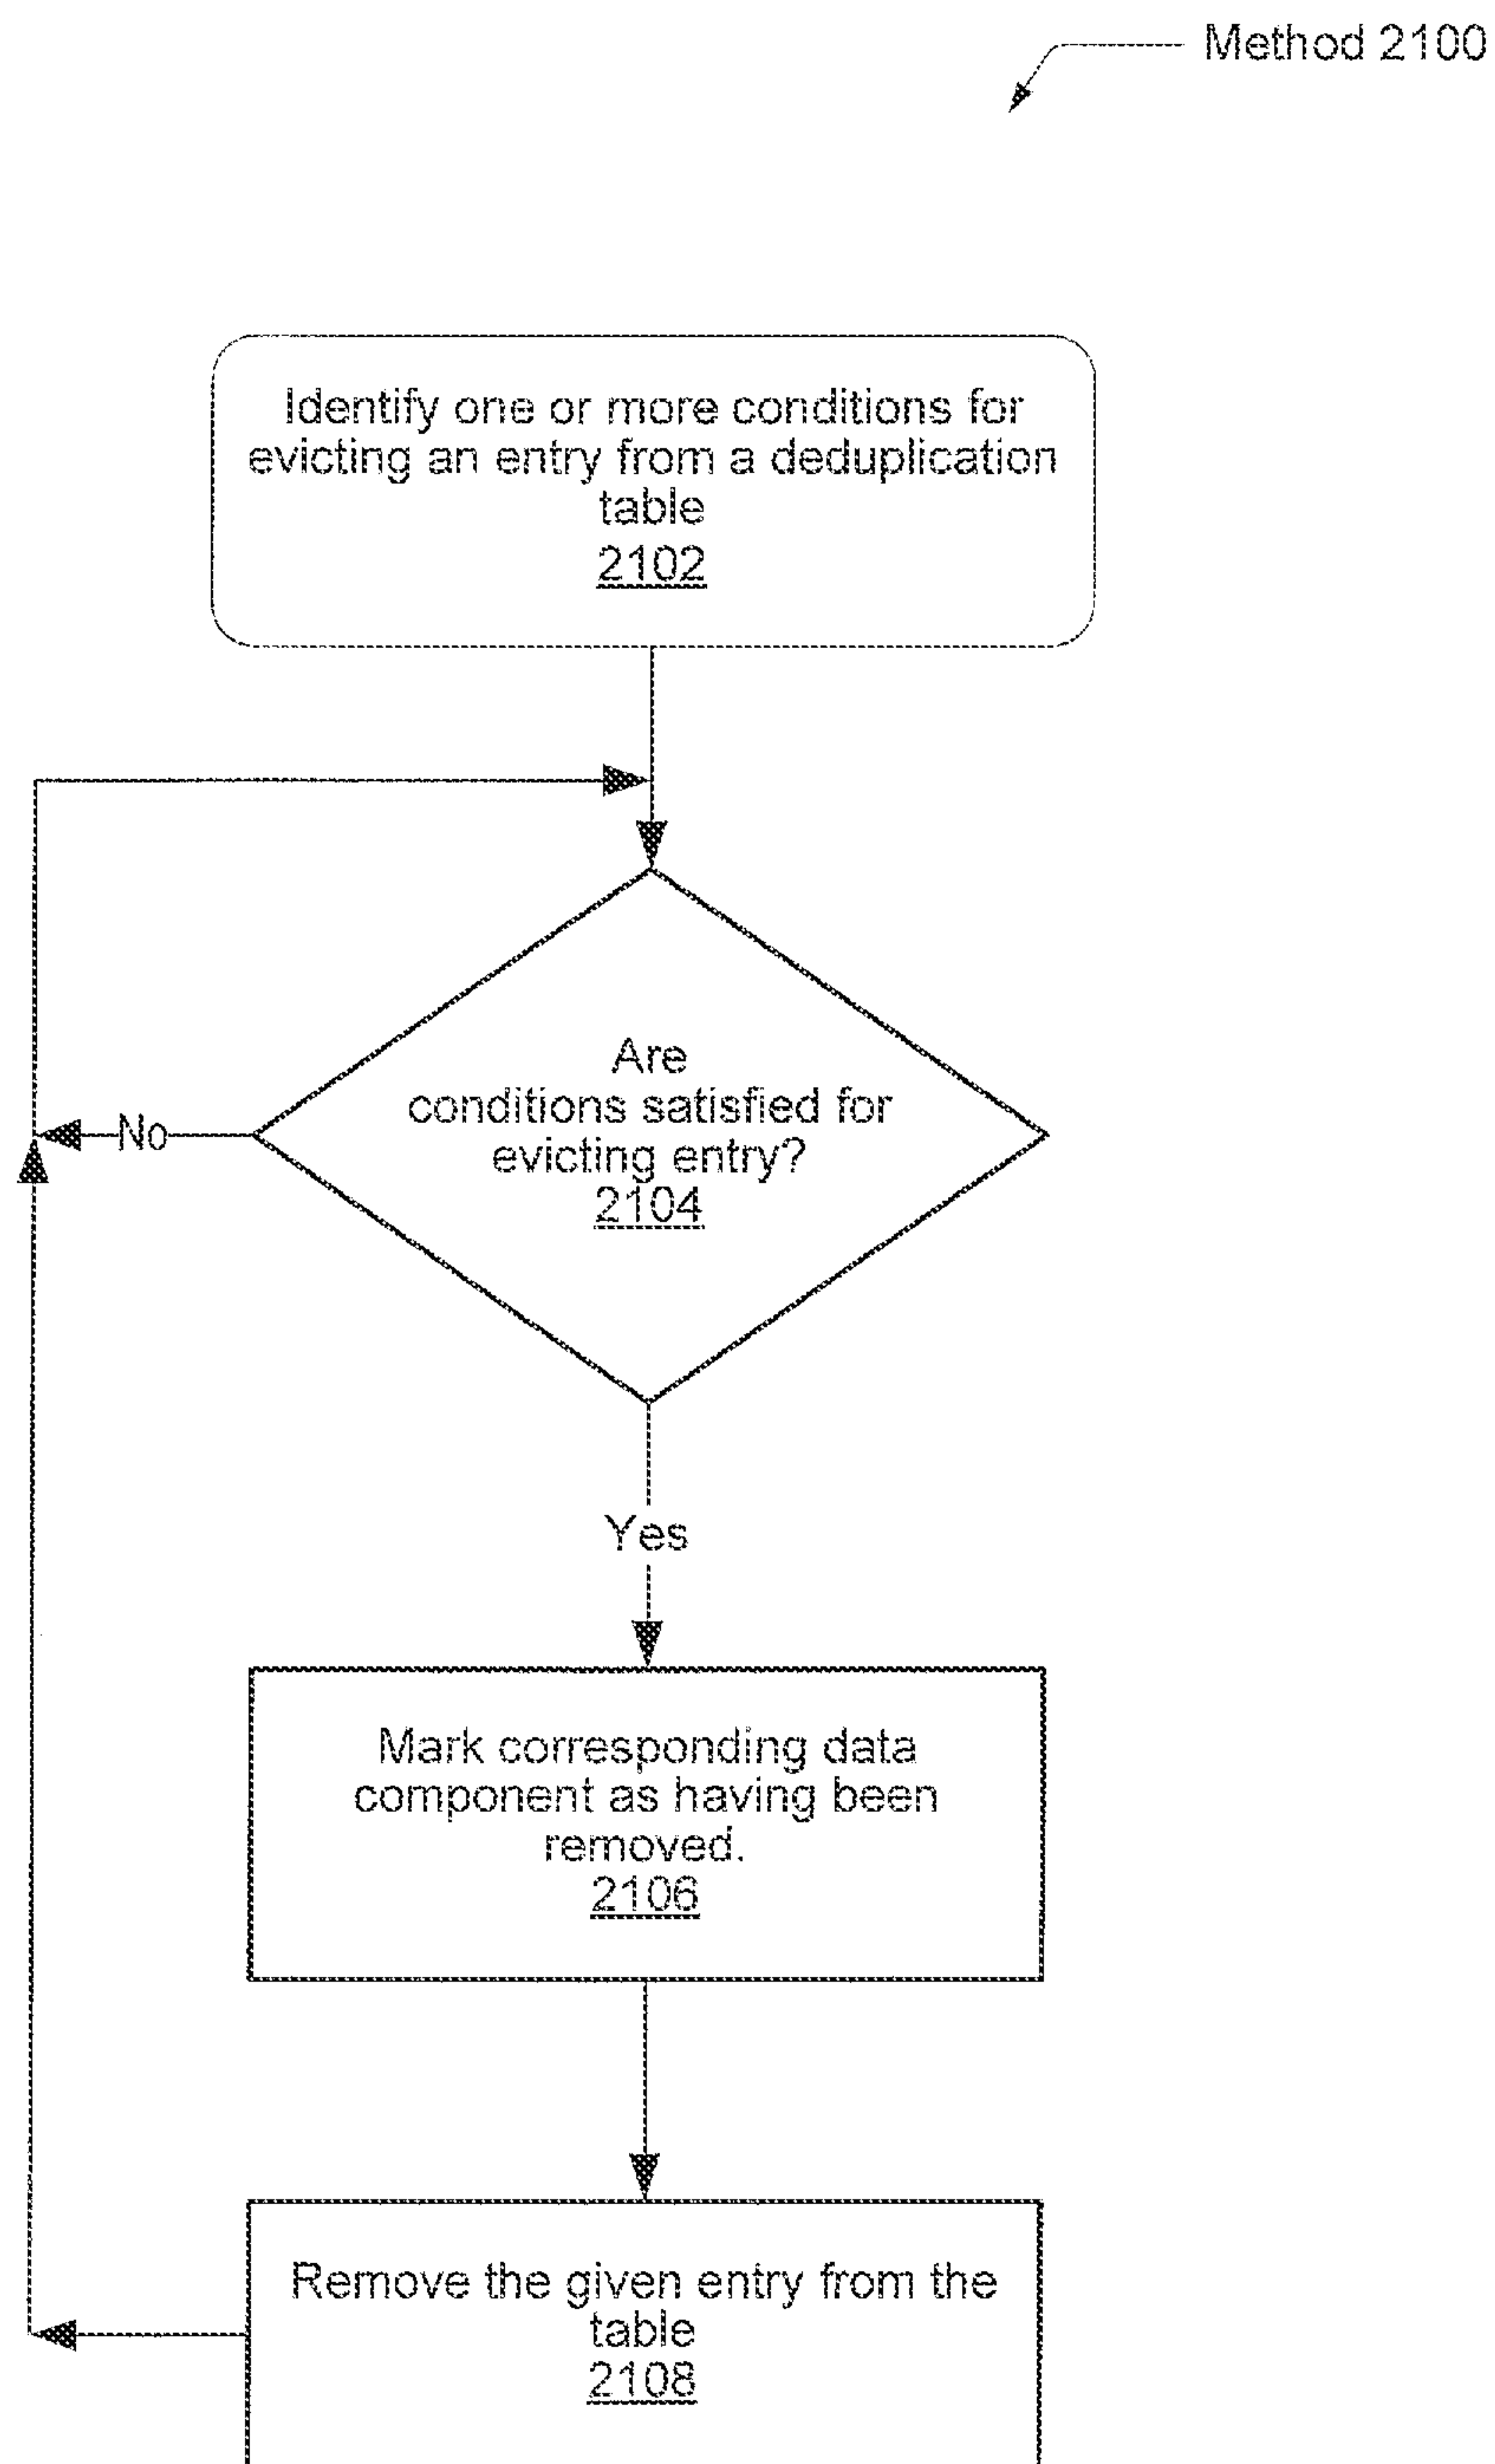 Method 2100
Identify one or more conditions for
evicting an entry from a deduplication
table
2102
Are
conditions satisfied for
evicting entry?
2104
No
Yes
Mark corresponding data
component as having been
removed.
2106
Remove the given entry from the
table
2108